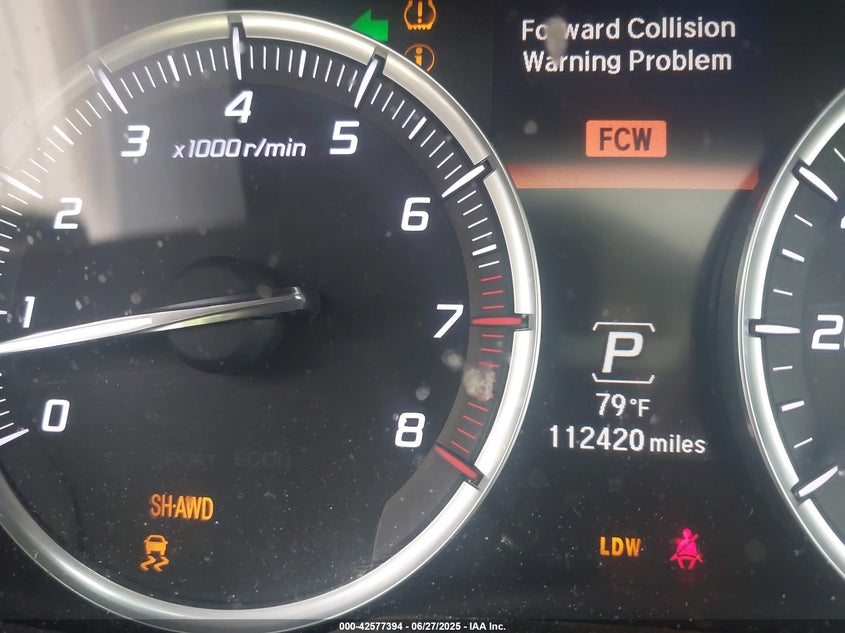 Forward Collision
Warning Problem
FCW
4
3
5
x1000 r/min
2
6
1
7
0
8
P
79°F
112420 miles
SH-AWD
LDW
000-42577394 - 06/27/2025 - IAA Inc.